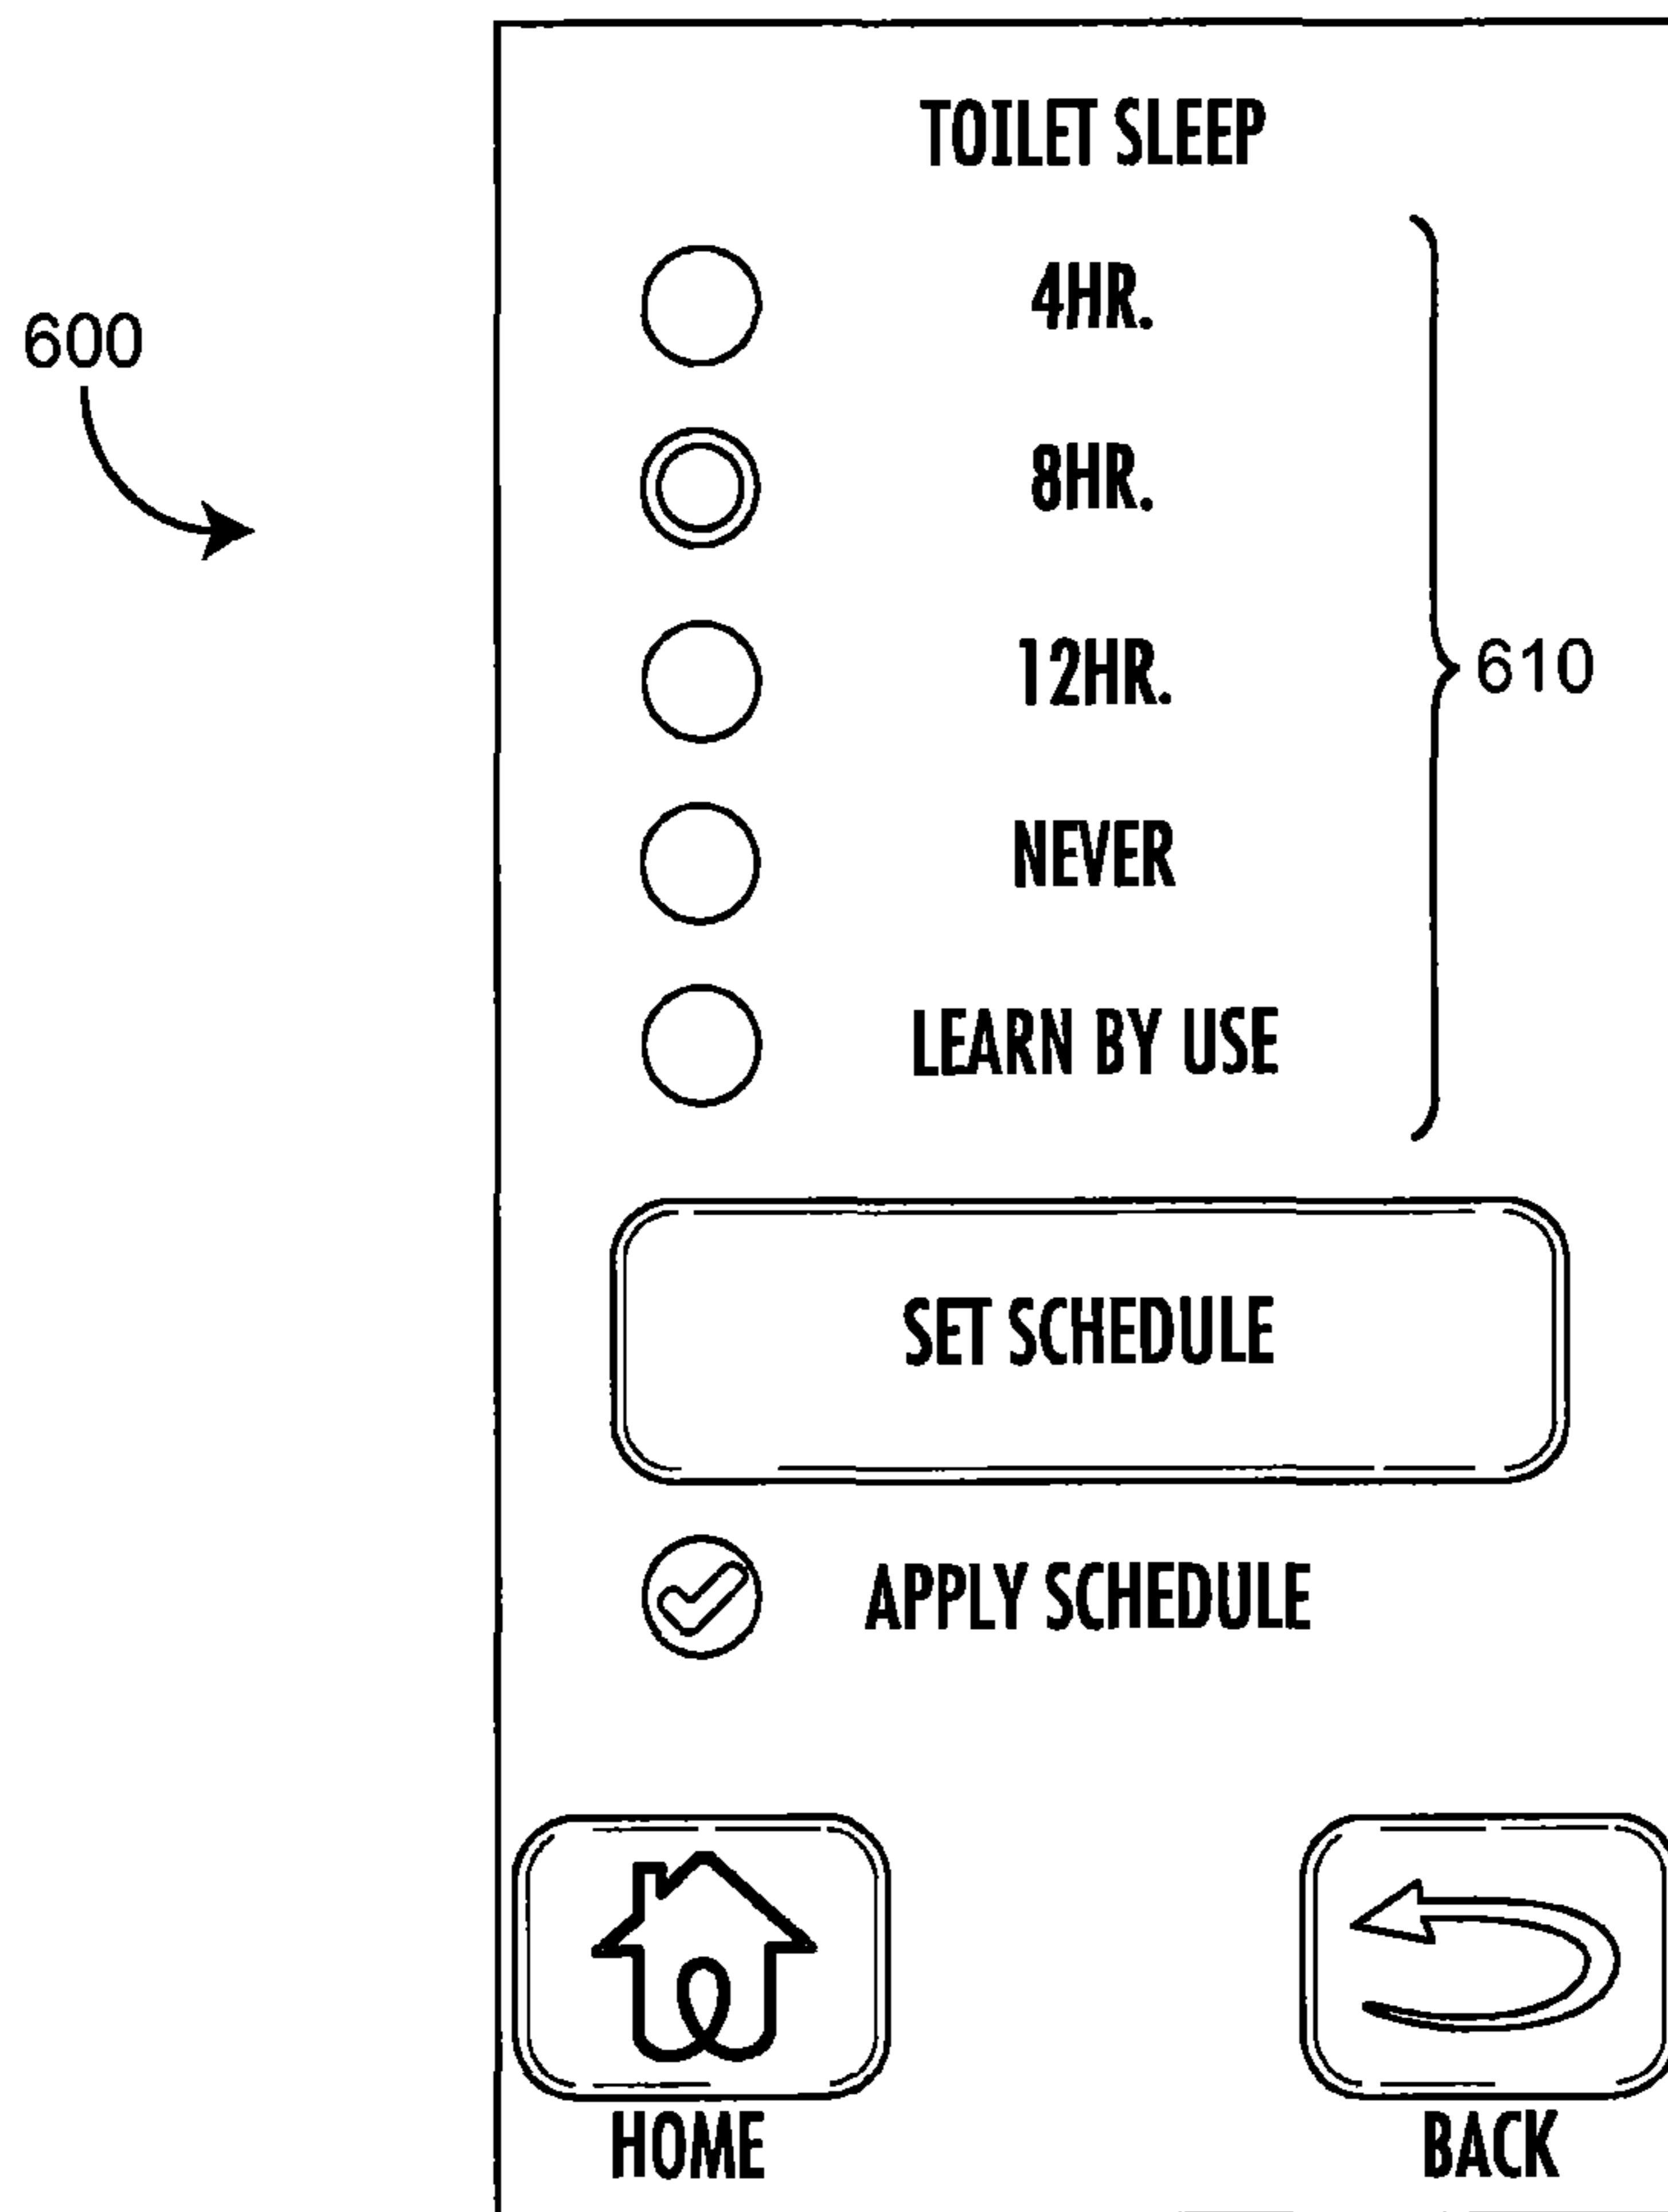 TOILET SLEEP
4HR.
600
8HR.
12HR.
610
NEVER
LEARN BY USE
SET SCHEDULE
APPLY SCHEDULE
HOME
BACK